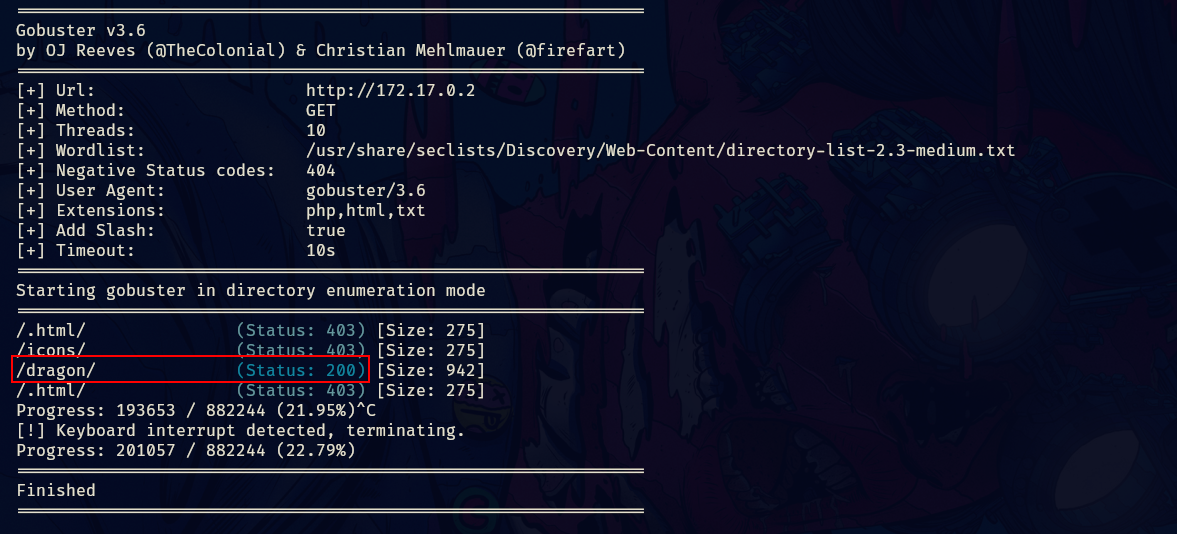 Gobuster v3.6
by OJ Reeves (@TheColonial) & Christian Mehlmauer (@firefart)
[+] Url: http://172.17.0.2
[+] Method: GET
[+] Threads: 10
[+] Wordlist: /usr/share/seclists/Discovery/Web-Content/directory-list-2.3-medium.txt
[+] Negative Status codes: 404
[+] User Agent: gobuster/3.6
[+] Extensions: php,html,txt
[+] Add Slash: true
[+] Timeout: 10s
Starting gobuster in directory enumeration mode
/.html/ (Status: 403) [Size: 275]
/icons/ (Status: 403) [Size: 275]
/dragon/ (Status: 200) [Size: 942]
/.html/ (Status: 403) [Size: 275]
Progress: 193653 / 882244 (21.95%)^C
[!] Keyboard interrupt detected, terminating.
Progress: 201057 / 882244 (22.79%)
Finished